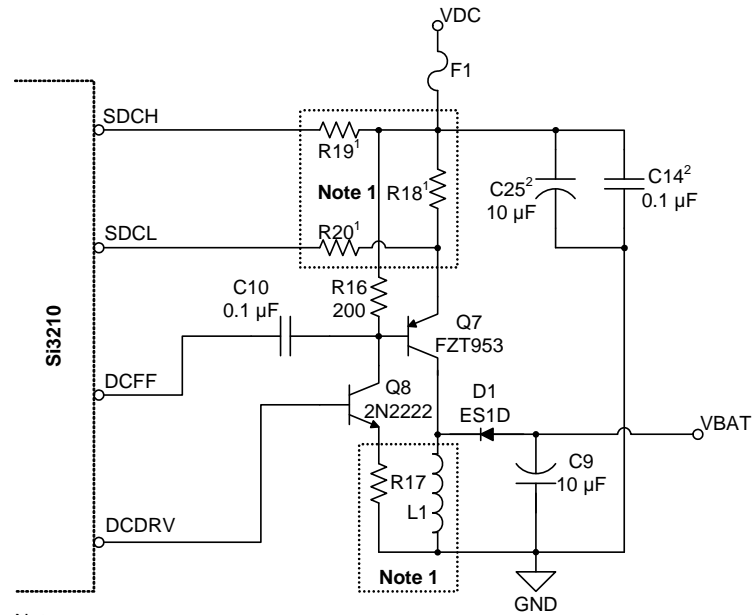 VDC
F1
SDCH
R19¹
Note 1
R18¹
C25²
10 µF
C14²
0.1 µF
SDCL
R20¹
C10
0.1 µF
R16
200
Q7
FZT953
Si3210
DCFF
Q8
2N2222
D1
ES1D
VBAT
C9
10 µF
R17
L1
DCDRV
Note 1
GND